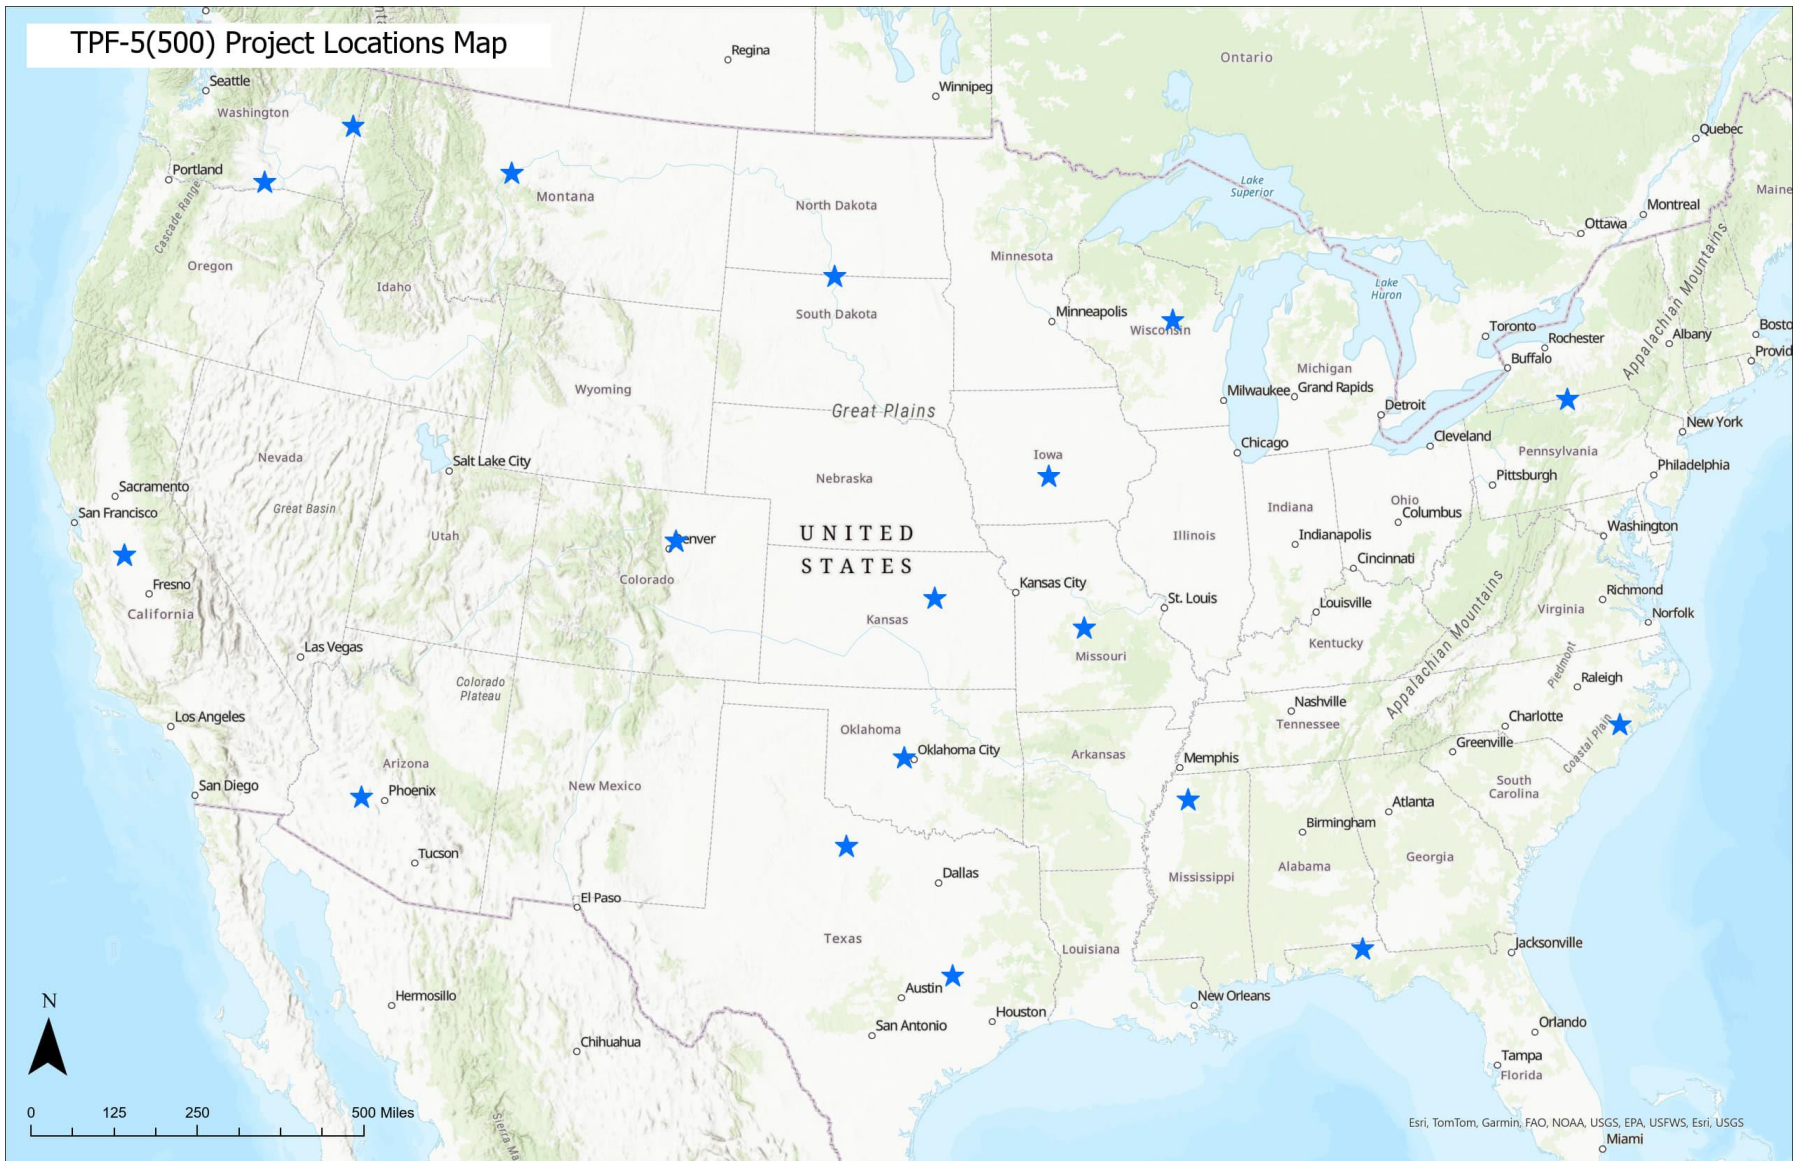 TPF-5(500) Project Locations Map
Regina
Winnipeg
Ontario
Seattle
Washington
Quebec
Portland
Montana
Lake
Superior
Maine
Cascade Range
North Dakota
Montreal
Ottawa
Oregon
Idaho
Minnesota
Lake
Huron
Appalachian Mountains
South Dakota
Minneapolis
Wisconsin
Toronto
Rochester
Buffalo
Albany
Bosto
Provid
Wyoming
Great Plains
Michigan
Milwaukee
Grand Rapids
Detroit
New York
Nevada
Salt Lake City
Iowa
Chicago
Cleveland
Pennsylvania
Philadelphia
Sacramento
San Francisco
Great Basin
Nebraska
Pittsburgh
Indiana
Ohio
Columbus
Utah
enver
UNITED
STATES
Illinois
Indianapolis
Cincinnati
Washington
Fresno
California
Colorado
Kansas
Kansas City
St. Louis
Louisville
Kentucky
Appalachian Mountains
Virginia
Richmond
Norfolk
Las Vegas
Colorado
Plateau
Missouri
Piedmont
Raleigh
Los Angeles
Oklahoma
Oklahoma City
Arkansas
Nashville
Tennessee
Charlotte
Greenville
Coastal Plain
Arizona
Phoenix
San Diego
New Mexico
Memphis
South
Carolina
Atlanta
Birmingham
Tucson
Dallas
Mississippi
Alabama
Georgia
El Paso
Texas
Louisiana
Jacksonville
Hermosillo
Austin
San Antonio
Houston
New Orleans
Orlando
Chihuahua
Tampa
Florida
N
0 125 250 500 Miles
Sierra Ma
Esri, TomTom, Garmin, FAO, NOAA, USGS, EPA, USFWS, Esri, USGS
Miami